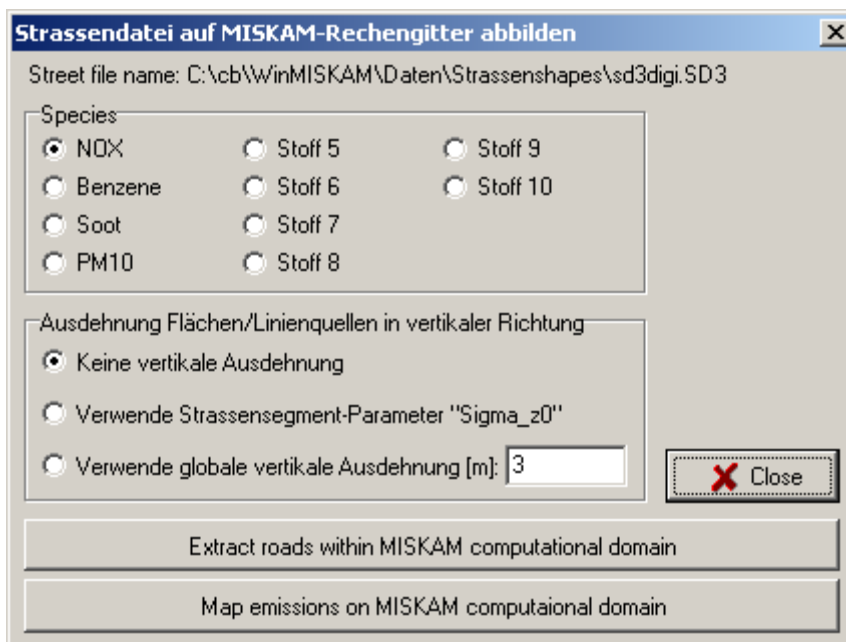 Strassendatei auf MISKAM-Rechengitter abbilden
Street file name: C:\cb\WinMISKAM\Daten\Strassenshapes\sd3digi.SD3
Species
NOX Stoff 5 Stoff 9
Benzene Stoff 6 Stoff 10
Soot Stoff 7
PM10 Stoff 8
Ausdehnung Flächen/Linienquellen in vertikaler Richtung
Keine vertikale Ausdehnung
Verwende Strassensegment-Parameter "Sigma_z0"
Verwende globale vertikale Ausdehnung [m]: 3
Close
Extract roads within MISKAM computational domain
Map emissions on MISKAM computaional domain